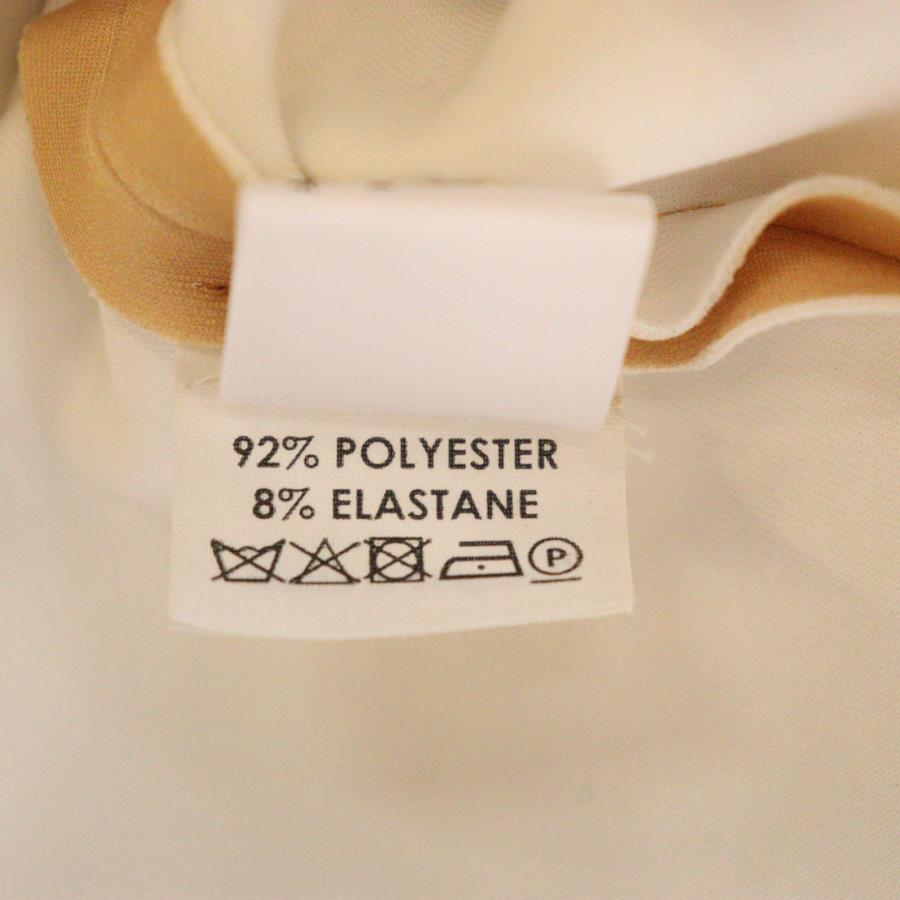 92% POLYESTER
8% ELASTANE
P